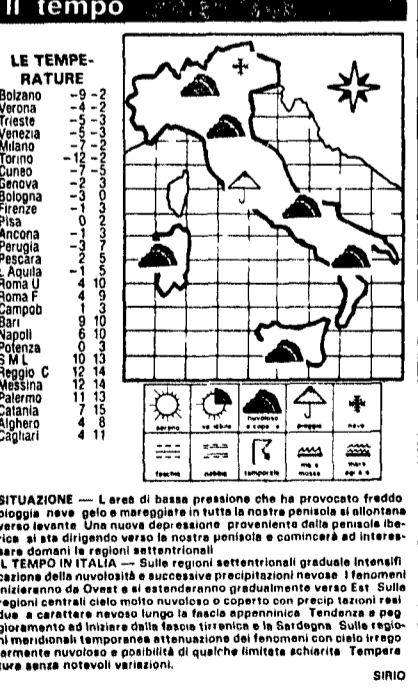 Il tempo
LE TEMPE-
RATURE
Bolzano -9 -2
Verona -4 -2
Trieste -5 -3
Venezia -5 -3
Milano -7 -2
Torino -12 -2
Cuneo -7 -5
Genova -2 3
Bologna -3 0
Firenze -1 5
Pisa 0 2
Ancona -1 3
Perugia -3 7
Pescara 2 5
L Aquila -1 5
Roma U 4 10
Roma F 4 9
Campob 1 3
Bari 9 10
Napoli 6 10
Potenza 0 3
S M L 10 13
Reggio C 12 14
Messina 12 14
Palermo 11 13
Catania 7 15
Alghero 4 8
Cagliari 4 11
sereno variabile nuvoloso o coperto pioggia neve
foschia nebbia temporale mare mosso mare agitato
SITUAZIONE — L area di bassa pressione che ha provocato freddo
pioggia neve gelo e mareggiate in tutta la nostra penisola si allontana
verso levante Una nuova depressione proveniente dalla penisola ibe-
rica si sta dirigendo verso la nostra penisola e comincerà ad interes-
sare domani le regioni settentrionali
IL TEMPO IN ITALIA — Sulle regioni settentrionali graduale intensifi
cazione della nuvolosità e successive precipitazioni nevose I fenomeni
inizieranno da Ovest e si estenderanno gradualmente verso Est Sulle
regioni centrali cielo molto nuvoloso o coperto con precip tazioni resi
due a carattere nevoso lungo la fascia appenninica Tendenza a peg
gioramento ad iniziare dalla fascia tirrenica e la Sardegna Sulle regio-
ni meridionali temporanea attenuazione dei fenomeni con cielo irrego
larmente nuvoloso e posibilità di qualche limitata schiarita Tempera
tura senza notevoli variazioni.
SIRIO